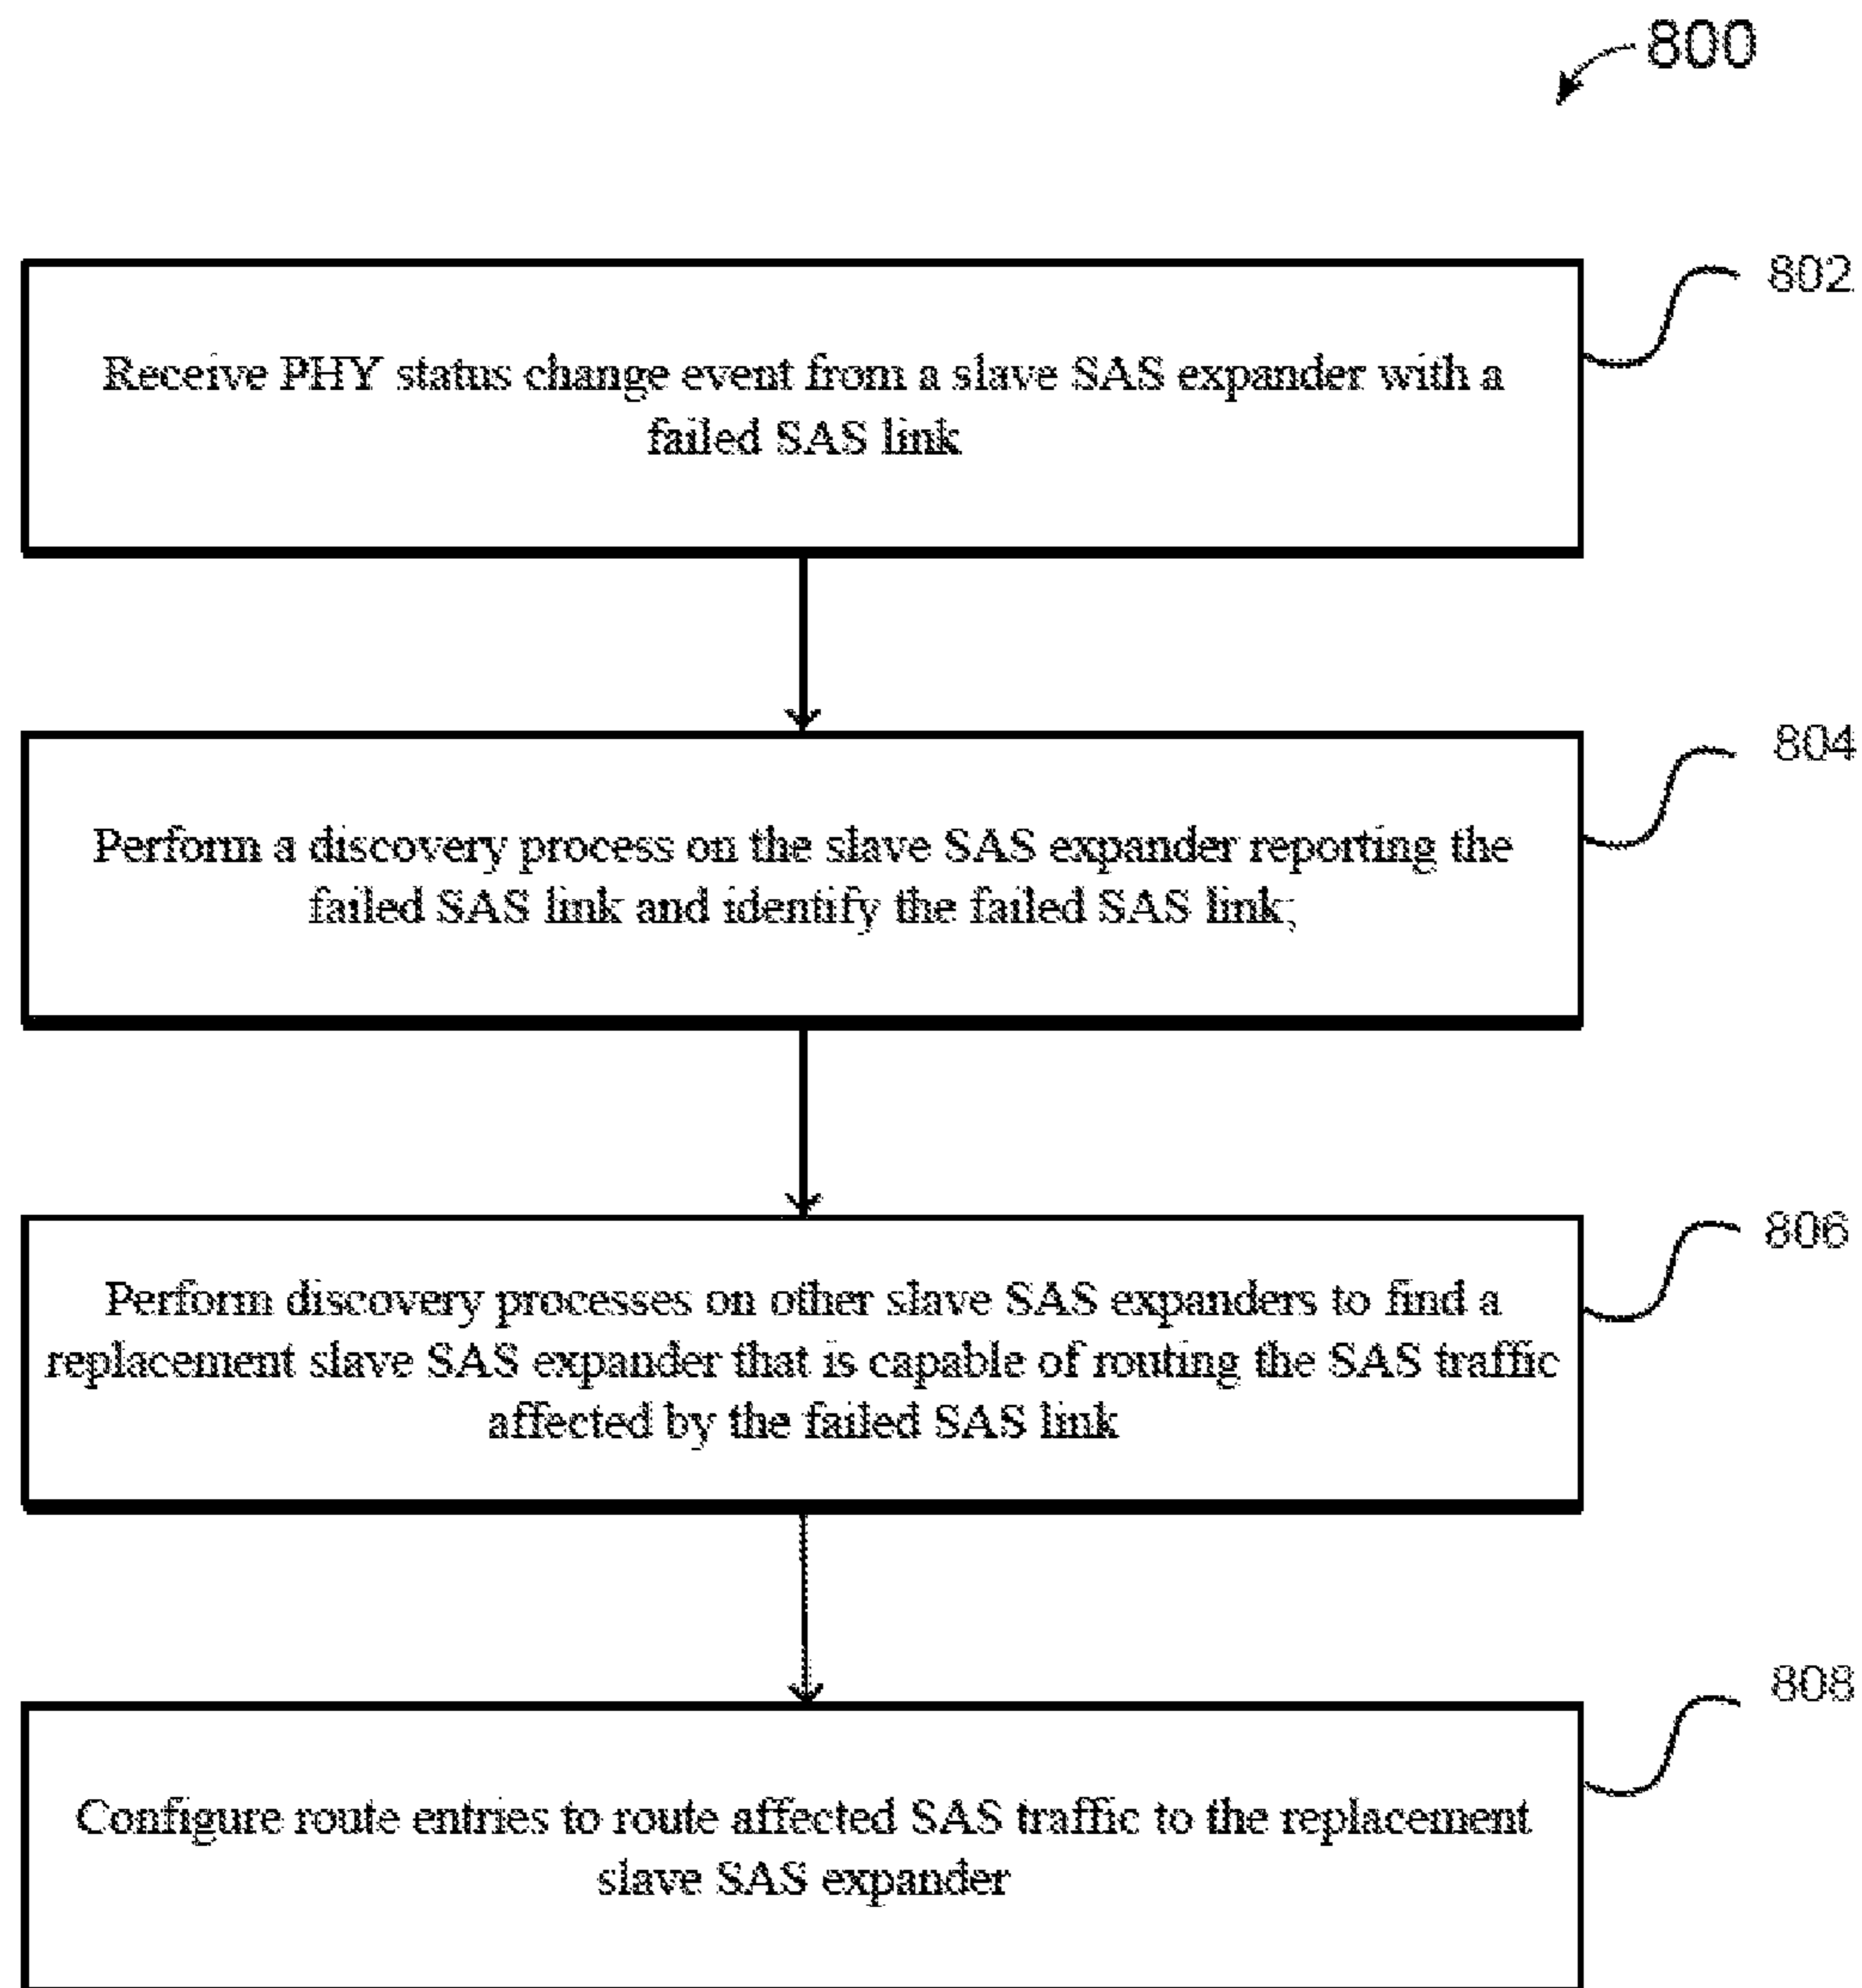 800
802
Receive PHY status change event from a slave SAS expander with a
failed SAS link
804
Perform a discovery process on the slave SAS expander reporting the
failed SAS link and identify the failed SAS link;
806
Perform discovery processes on other slave SAS expanders to find a
replacement slave SAS expander that is capable of routing the SAS traffic
affected by the failed SAS link
808
Configure route entries to route affected SAS traffic to the replacement
slave SAS expander